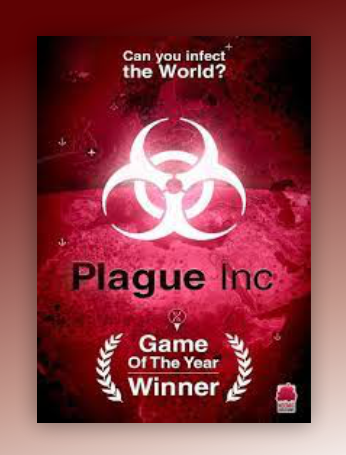 Can you infect
the World?
Plague Inc
Game
Of The Year
Winner